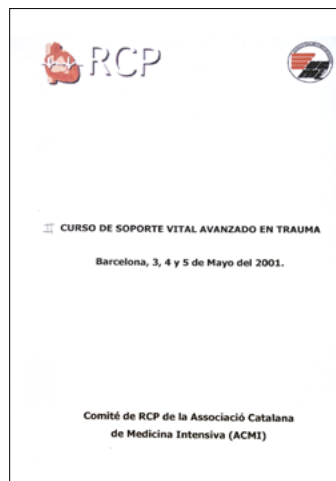 RCP
II CURSO DE SOPORTE VITAL AVANZADO EN TRAUMA
Barcelona, 3, 4 y 5 de Mayo del 2001.
Comité de RCP de la Associació Catalana
de Medicina Intensiva (ACMI)